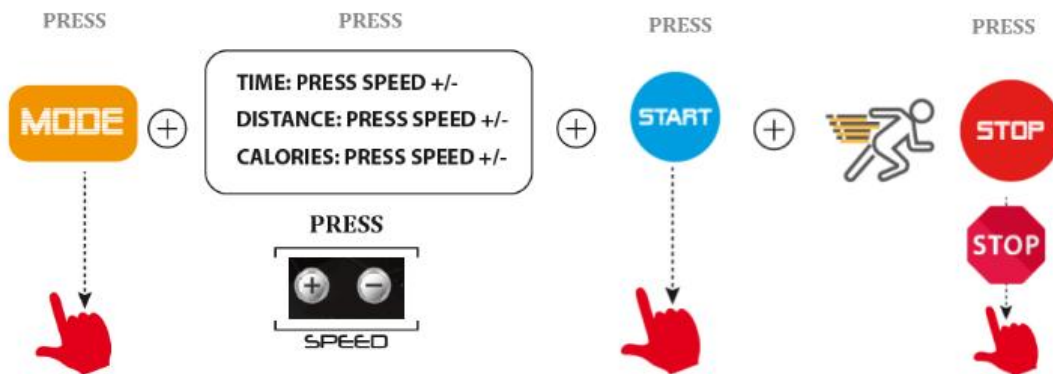 PRESS
PRESS
PRESS
PRESS
MODE
TIME: PRESS SPEED +/-
DISTANCE: PRESS SPEED +/-
CALORIES: PRESS SPEED +/-
START
STOP
PRESS
STOP
SPEED